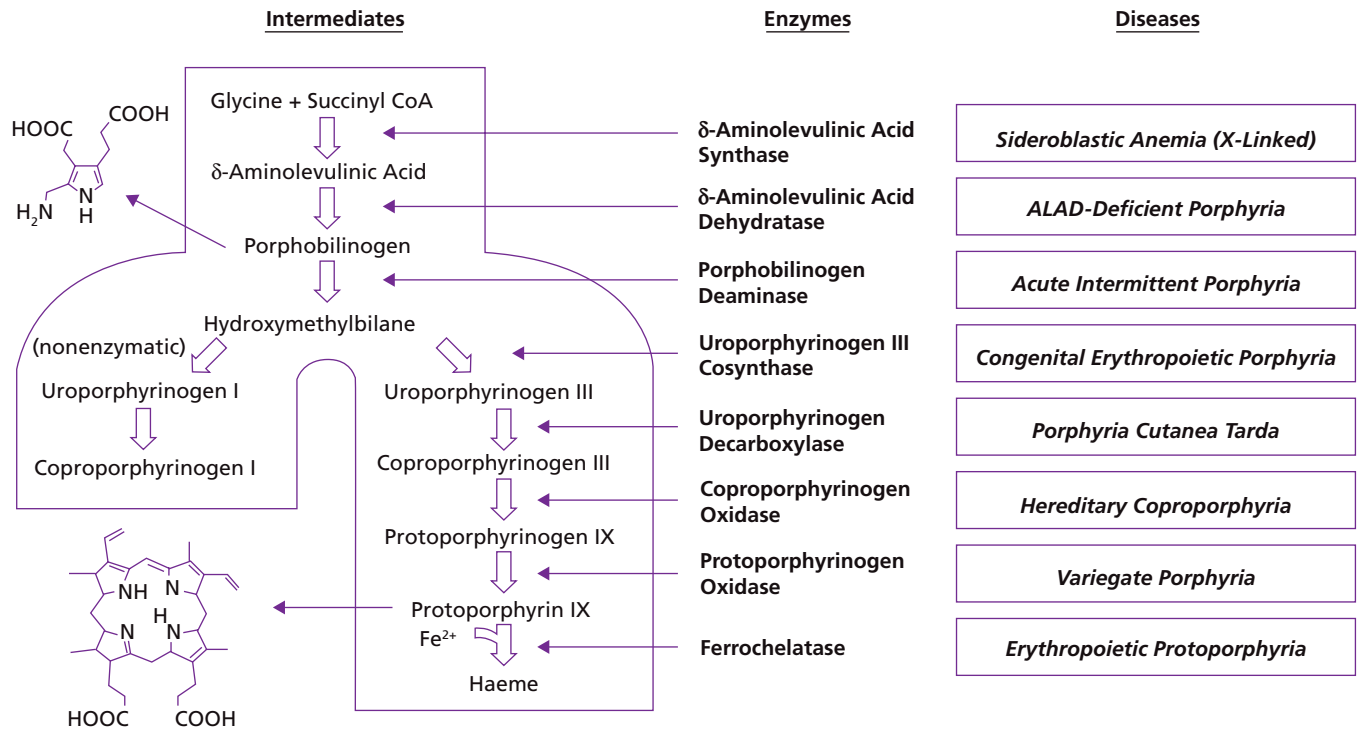 Intermediates
Enzymes
Diseases
Glycine + Succinyl CoA
δ-Aminolevulinic Acid
Porphobilinogen
Hydroxymethylbilane
(nonenzymatic)
Uroporphyrinogen I
Coproporphyrinogen I
Uroporphyrinogen III
Coproporphyrinogen III
Protoporphyrinogen IX
Protoporphyrin IX
Fe²⁺
Haeme
HOOC
COOH
N
H
H₂N
NH
N
H
N
N
HOOC
COOH
δ-Aminolevulinic Acid
Synthase
δ-Aminolevulinic Acid
Dehydratase
Porphobilinogen
Deaminase
Uroporphyrinogen III
Cosynthase
Uroporphyrinogen
Decarboxylase
Coproporphyrinogen
Oxidase
Protoporphyrinogen
Oxidase
Ferrochelatase
Sideroblastic Anemia (X-Linked)
ALAD-Deficient Porphyria
Acute Intermittent Porphyria
Congenital Erythropoietic Porphyria
Porphyria Cutanea Tarda
Hereditary Coproporphyria
Variegate Porphyria
Erythropoietic Protoporphyria